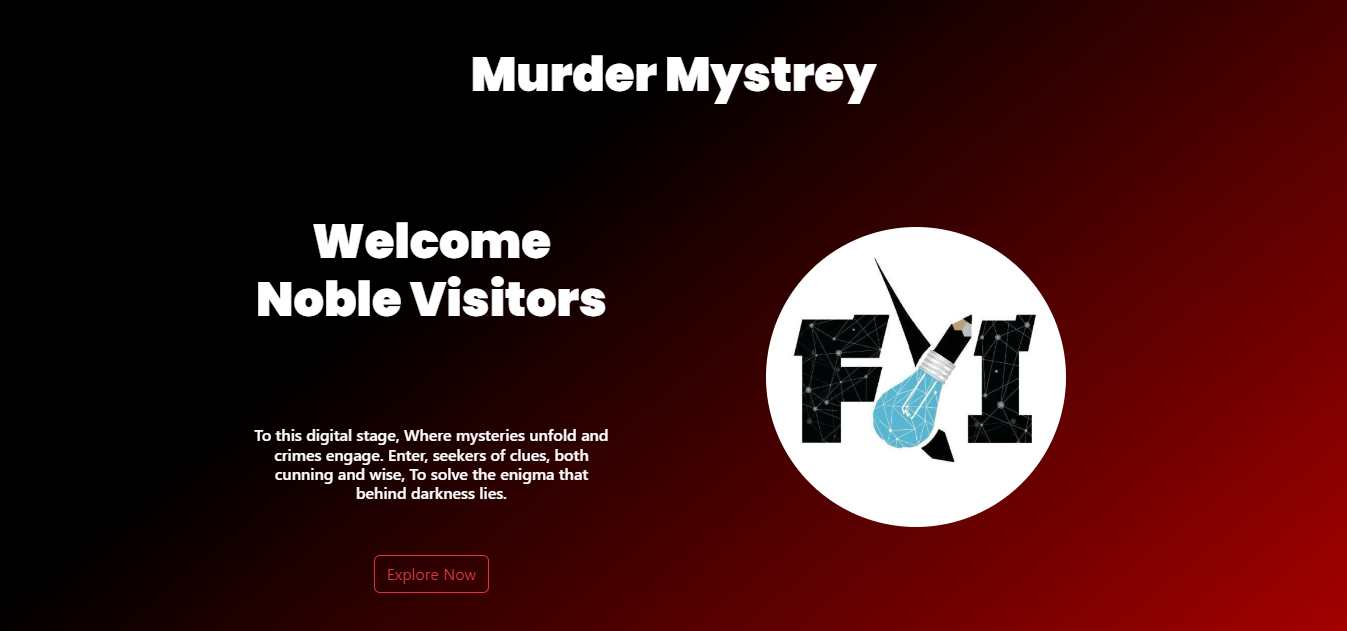 Murder Mystrey
Welcome
Noble Visitors
To this digital stage, Where mysteries unfold and
crimes engage. Enter, seekers of clues, both
cunning and wise, To solve the enigma that
behind darkness lies.
Explore Now
FYI